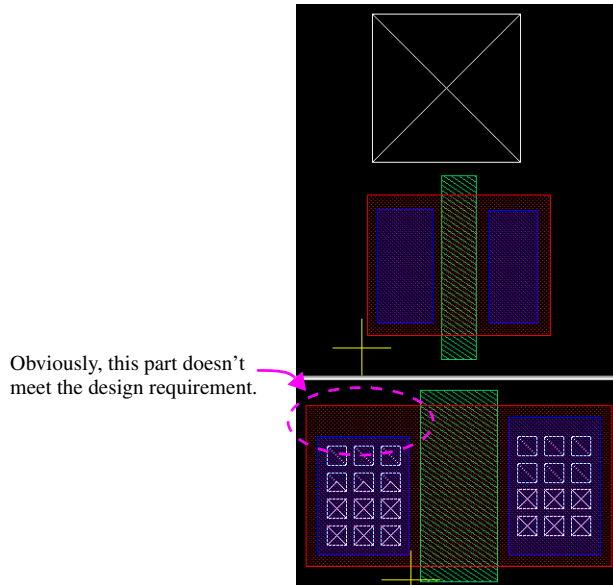 Obviously, this part doesn’t
meet the design requirement.